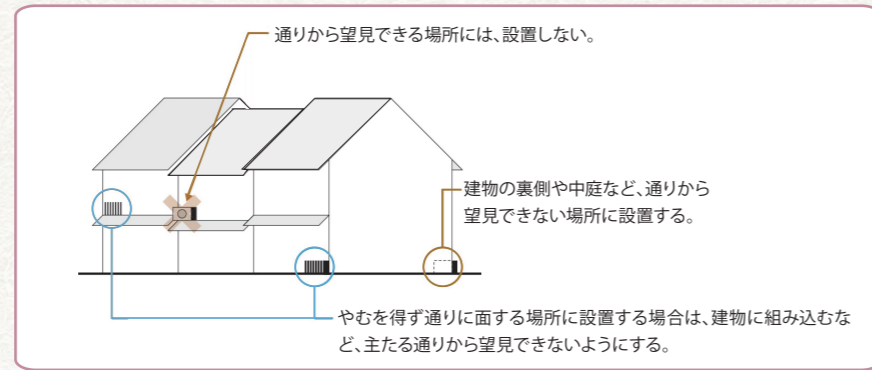 通りから望見できる場所には、設置しない。
建物の裏側や中庭など、通りから
望見できない場所に設置する。
やむを得ず通りに面する場所に設置する場合は、建物に組み込むな
ど、主たる通りから望見できないようにする。